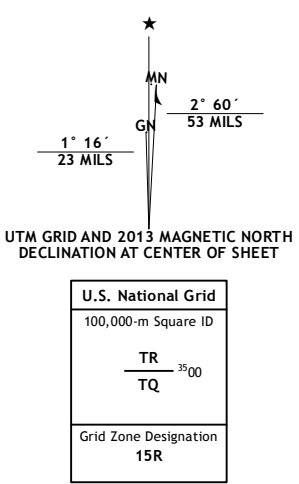 ★
MN
GN
1° 16´
23 MILS
2° 60´
53 MILS
UTM GRID AND 2013 MAGNETIC NORTH
DECLINATION AT CENTER OF SHEET
U.S. National Grid
100,000-m Square ID
TR
TQ
3500
Grid Zone Designation
15R